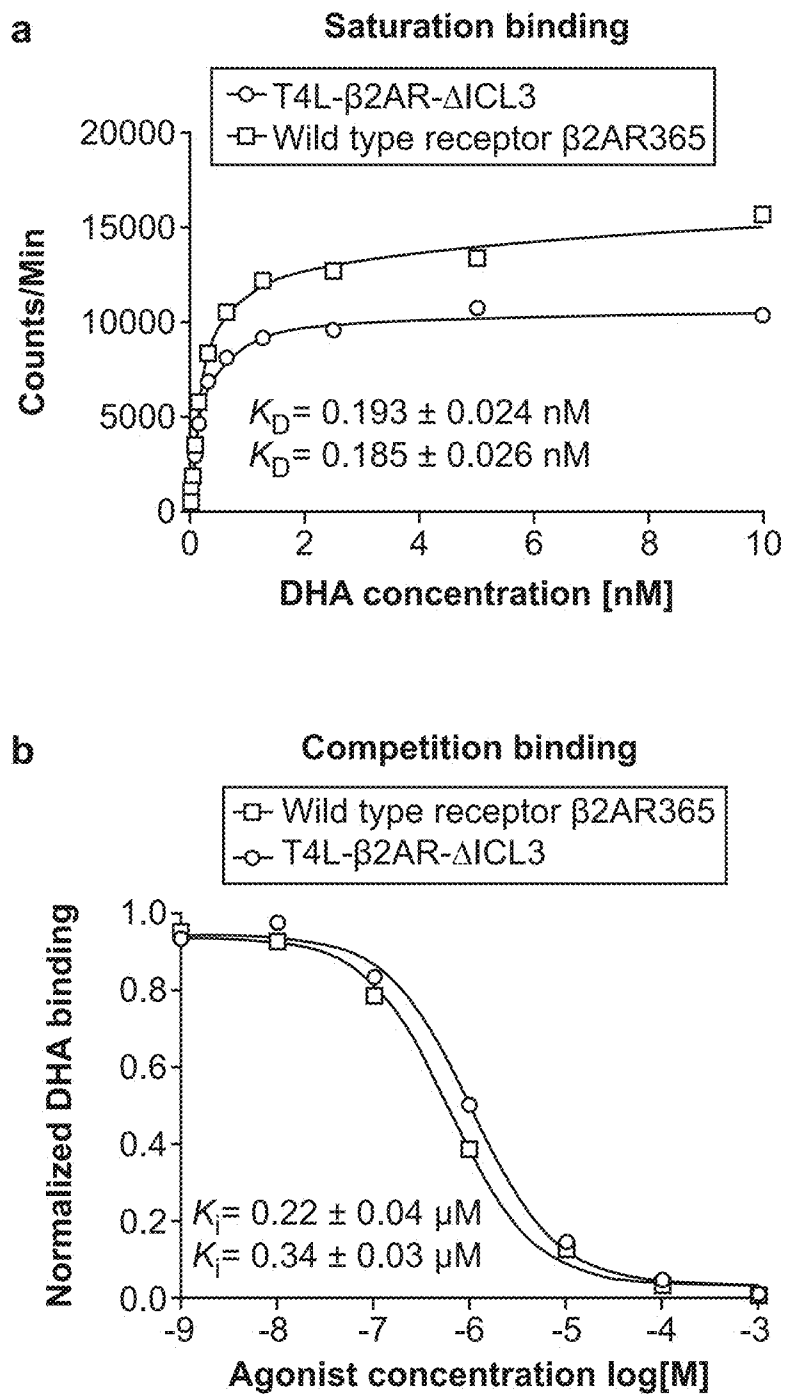 a
Saturation binding
T4L-β2AR-ΔICL3
Wild type receptor β2AR365
20000
15000
10000
5000
0
Counts/Min
KD= 0.193 ± 0.024 nM
KD= 0.185 ± 0.026 nM
0 2 4 6 8 10
DHA concentration [nM]
b
Competition binding
Wild type receptor β2AR365
T4L-β2AR-ΔICL3
1.0
0.8
0.6
0.4
0.2
0.0
Normalized DHA binding
Ki= 0.22 ± 0.04 μM
Ki= 0.34 ± 0.03 μM
-9 -8 -7 -6 -5 -4 -3
Agonist concentration log[M]